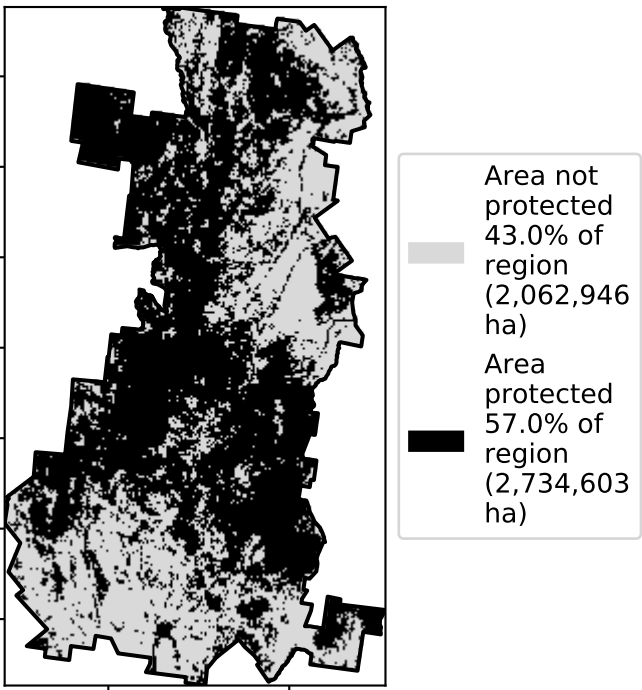 Area not
protected
43.0% of
region
(2,062,946
ha)
Area
protected
57.0% of
region
(2,734,603
ha)